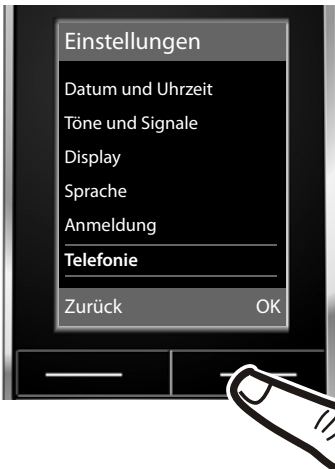 Einstellungen
Datum und Uhrzeit
Töne und Signale
Display
Sprache
Anmeldung
Telefonie
Zurück OK